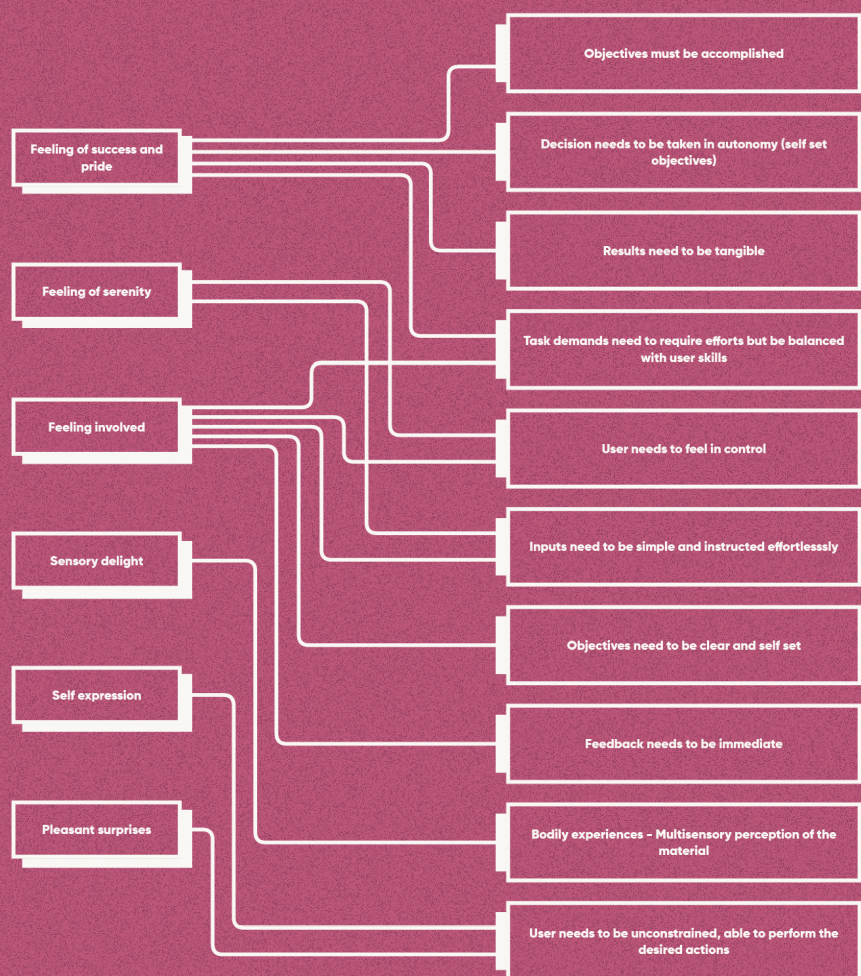 Feeling of success and
pride
Feeling of serenity
Feeling involved
Sensory delight
Self expression
Pleasant surprises
Objectives must be accomplished
Decision needs to be taken in autonomy (self set
objectives)
Results need to be tangible
Task demands need to require efforts but be balanced
with user skills
User needs to feel in control
Inputs need to be simple and instructed effortlesssly
Objectives need to be clear and self set
Feedback needs to be immediate
Bodily experiences - Multisensory perception of the
material
User needs to be unconstrained, able to perform the
desired actions